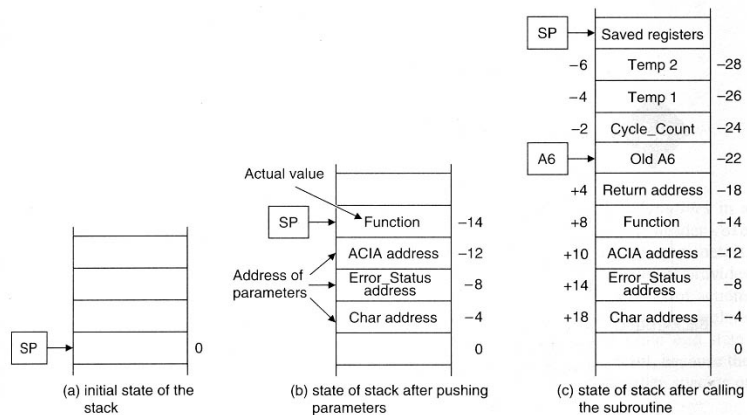 SP
0
(a) initial state of the
stack
Actual value
SP
Function
-14
ACIA address
-12
Address of
parameters
Error_Status
address
-8
Char address
-4
0
(b) state of stack after pushing
parameters
SP
Saved registers
-6
Temp 2
-28
-4
Temp 1
-26
-2
Cycle_Count
-24
A6
Old A6
-22
+4
Return address
-18
+8
Function
-14
+10
ACIA address
-12
+14
Error_Status
address
-8
+18
Char address
-4
0
(c) state of stack after calling
the subroutine